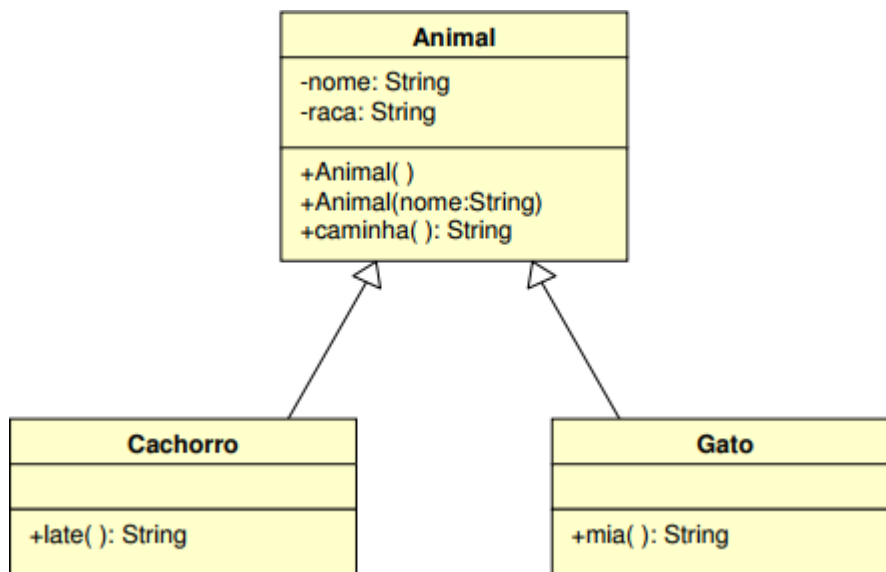 Animal
-nome: String
-raca: String
+Animal( )
+Animal(nome:String)
+caminha( ): String
Cachorro
+late( ): String
Gato
+mia( ): String